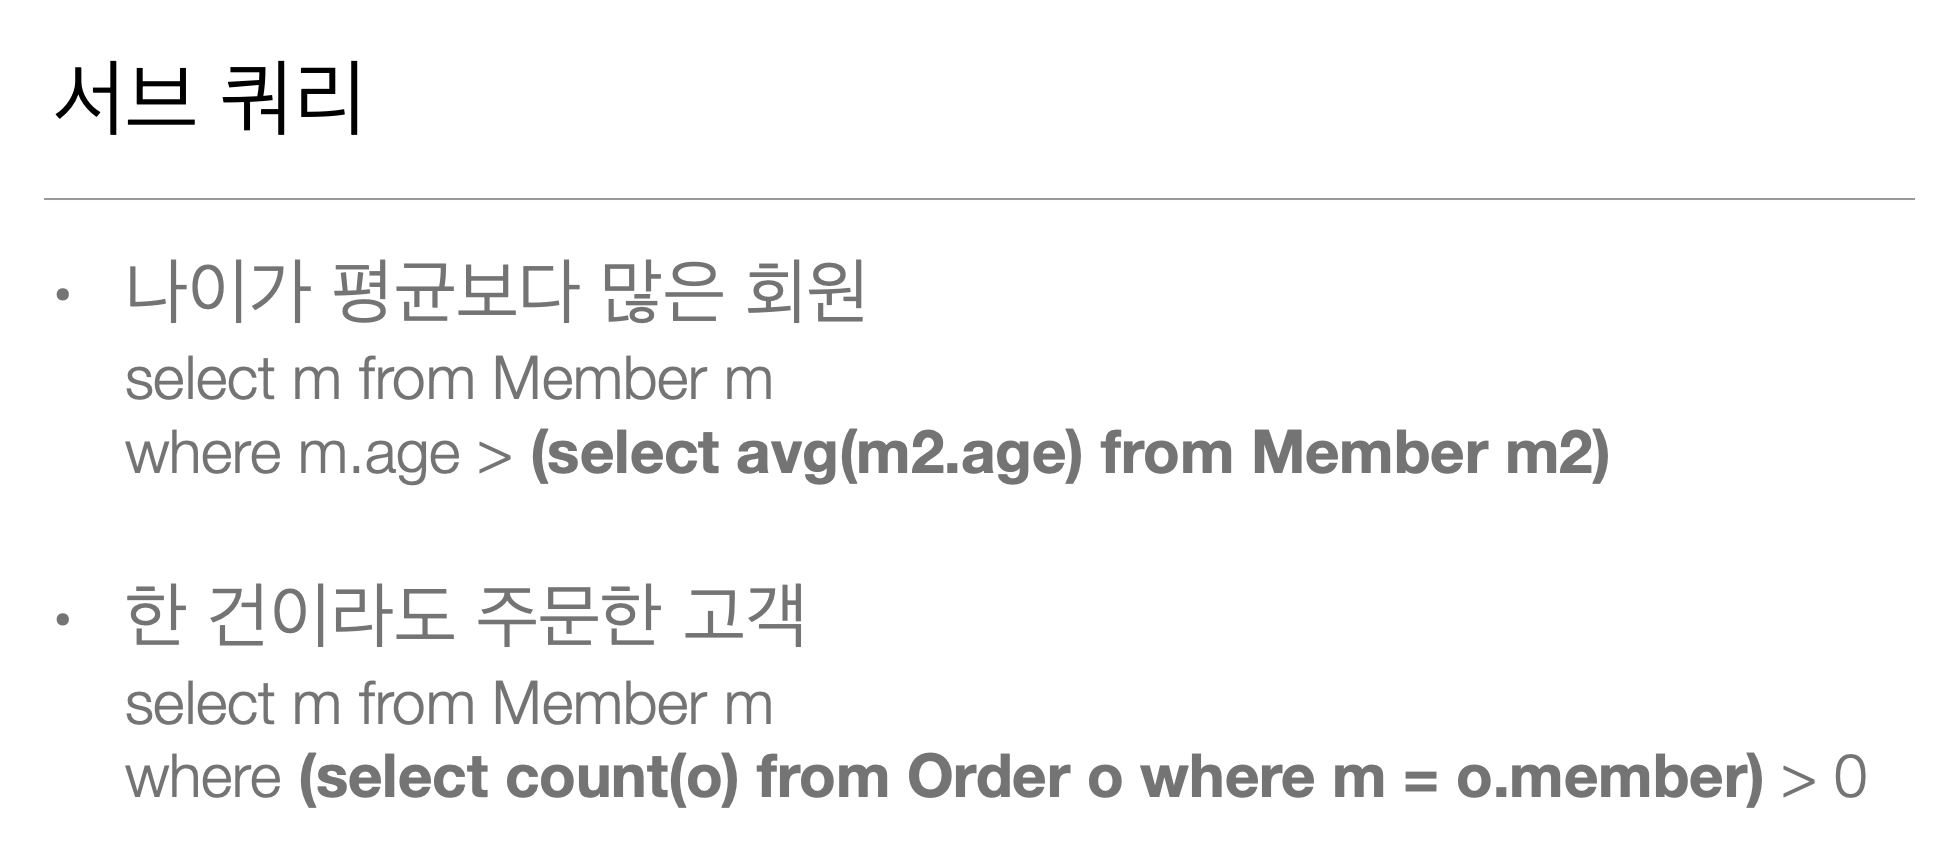 서브 쿼리
• 나이가 평균보다 많은 회원
select m from Member m
where m.age > (select avg(m2.age) from Member m2)
• 한 건이라도 주문한 고객
select m from Member m
where (select count(o) from Order o where m = o.member) > 0